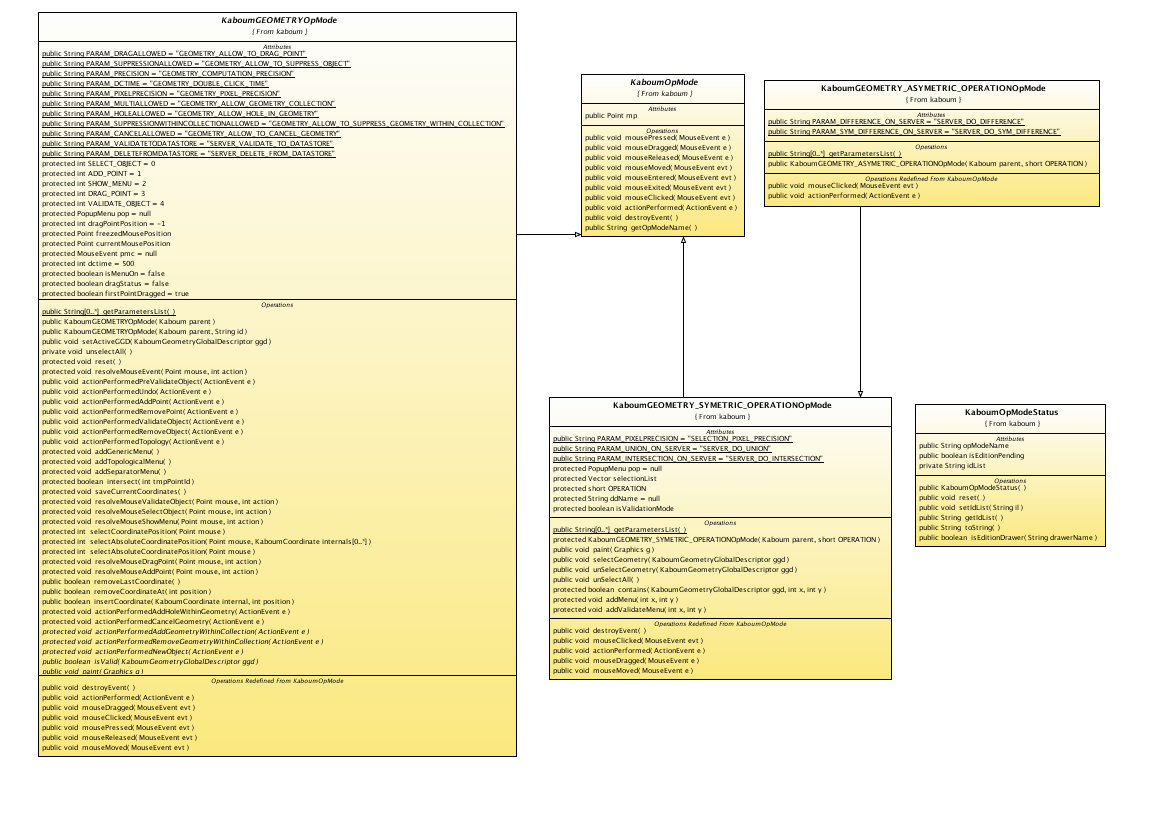 KaboumGEOMETRYOpMode
{ From kaboum }
Attributes
public String PARAM_DRAGALLOWED = "GEOMETRY_ALLOW_TO_DRAG_POINT"
public String PARAM_SUPPRESSIONALLOWED = "GEOMETRY_ALLOW_TO_SUPPRESS_OBJECT"
public String PARAM_PRECISION = "GEOMETRY_COMPUTATION_PRECISION"
public String PARAM_DCTIME = "GEOMETRY_DOUBLE_CLICK_TIME"
public String PARAM_PIXELPRECISION = "GEOMETRY_PIXEL_PRECISION"
public String PARAM_MULTIALLOWED = "GEOMETRY_ALLOW_GEOMETRY_COLLECTION"
public String PARAM_HOLEALLOWED = "GEOMETRY_ALLOW_HOLE_IN_GEOMETRY"
public String PARAM_SUPPRESSIONWITHINCOLLECTIONALLOWED = "GEOMETRY_ALLOW_TO_SUPPRESS_GEOMETRY_WITHIN_COLLECTION"
public String PARAM_CANCELALLOWED = "GEOMETRY_ALLOW_TO_CANCEL_GEOMETRY"
public String PARAM_VALIDATETODATASTORE = "SERVER_VALIDATE_TO_DATASTORE"
public String PARAM_DELETEFROMDATASTORE = "SERVER_DELETE_FROM_DATASTORE"
protected int SELECT_OBJECT = 0
protected int ADD_POINT = 1
protected int SHOW_MENU = 2
protected int DRAG_POINT = 3
protected int VALIDATE_OBJECT = 4
protected PopupMenu pop = null
protected int dragPointPosition = -1
protected Point freezedMousePosition
protected Point currentMousePosition
protected MouseEvent pmc = null
protected int dctime = 500
protected boolean isMenuOn = false
protected boolean dragStatus = false
protected boolean firstPointDragged = true
Operations
public String[0..*] getParametersList( )
public KaboumGEOMETRYOpMode( Kaboum parent )
public KaboumGEOMETRYOpMode( Kaboum parent, String id )
public void setActiveGGD( KaboumGeometryGlobalDescriptor ggd )
private void unselectAll( )
protected void reset( )
protected void resolveMouseEvent( Point mouse, int action )
public void actionPerformedPreValidateObject( ActionEvent e )
public void actionPerformedUndo( ActionEvent e )
public void actionPerformedAddPoint( ActionEvent e )
public void actionPerformedRemovePoint( ActionEvent e )
public void actionPerformedValidateObject( ActionEvent e )
public void actionPerformedRemoveObject( ActionEvent e )
public void actionPerformedTopology( ActionEvent e )
public void addGenericMenu( )
public void addTopologicalMenu( )
public void addSeparatorMenu( )
protected boolean intersect( int tmpPointId )
protected void saveCurrentCoordinates( )
protected void resolveMouseValidateObject( Point mouse, int action )
protected void resolveMouseSelectObject( Point mouse, int action )
protected void resolveMouseShowMenu( Point mouse, int action )
protected int selectCoordinatePosition( Point mouse )
protected int selectAbsoluteCoordinatePosition( Point mouse, KaboumCoordinate internals[0..*] )
protected int selectAbsoluteCoordinatePosition( Point mouse )
protected void resolveMouseDragPoint( Point mouse, int action )
protected void resolveMouseAddPoint( Point mouse, int action )
public boolean removeLastCoordinate( )
public boolean removeCoordinateAt( int position )
public boolean insertCoordinate( KaboumCoordinate internal, int position )
protected void actionPerformedAddHoleWithinGeometry( ActionEvent e )
protected void actionPerformedCancelGeometry( ActionEvent e )
protected void actionPerformedAddGeometryWithinCollection( ActionEvent e )
protected void actionPerformedRemoveGeometryWithinCollection( ActionEvent e )
protected void actionPerformedNewObject( ActionEvent e )
public boolean isValid( KaboumGeometryGlobalDescriptor ggd )
public void paint( Graphics g )
Operations Redefined From KaboumOpMode
public void destroyEvent( )
public void actionPerformed( ActionEvent e )
public void mouseDragged( MouseEvent evt )
public void mouseClicked( MouseEvent evt )
public void mousePressed( MouseEvent evt )
public void mouseReleased( MouseEvent evt )
public void mouseMoved( MouseEvent evt )
KaboumOpMode
{ From kaboum }
Attributes
public Point mp
Operations
public void mousePressed( MouseEvent e )
public void mouseDragged( MouseEvent e )
public void mouseReleased( MouseEvent e )
public void mouseMoved( MouseEvent evt )
public void mouseEntered( MouseEvent evt )
public void mouseExited( MouseEvent evt )
public void mouseClicked( MouseEvent evt )
public void actionPerformed( ActionEvent e )
public void destroyEvent( )
public String getOpModeName( )
KaboumGEOMETRY_ASYMETRIC_OPERATIONOpMode
{ From kaboum }
Attributes
public String PARAM_DIFFERENCE_ON_SERVER = "SERVER_DO_DIFFERENCE"
public String PARAM_SYM_DIFFERENCE_ON_SERVER = "SERVER_DO_SYM_DIFFERENCE"
Operations
public String[0..*] getParametersList( )
public KaboumGEOMETRY_ASYMETRIC_OPERATIONOpMode( Kaboum parent, short OPERATION )
Operations Redefined From KaboumOpMode
public void mouseClicked( MouseEvent evt )
public void actionPerformed( ActionEvent e )
KaboumGEOMETRY_SYMETRIC_OPERATIONOpMode
{ From kaboum }
Attributes
public String PARAM_PIXELPRECISION = "SELECTION_PIXEL_PRECISION"
public String PARAM_UNION_ON_SERVER = "SERVER_DO_UNION"
public String PARAM_INTERSECTION_ON_SERVER = "SERVER_DO_INTERSECTION"
protected PopupMenu pop = null
protected Vector selectionList
protected short OPERATION
protected String ddName = null
protected boolean isValidationMode
Operations
public String[0..*] getParametersList( )
protected KaboumGEOMETRY_SYMETRIC_OPERATIONOpMode( Kaboum parent, short OPERATION )
public void paint( Graphics g )
public void selectGeometry( KaboumGeometryGlobalDescriptor ggd )
public void unSelectGeometry( KaboumGeometryGlobalDescriptor ggd )
public void unSelectAll( )
protected boolean contains( KaboumGeometryGlobalDescriptor ggd, int x, int y )
protected void addMenu( int x, int y )
protected void addValidateMenu( int x, int y )
Operations Redefined From KaboumOpMode
public void destroyEvent( )
public void mouseClicked( MouseEvent evt )
public void actionPerformed( ActionEvent e )
public void mouseDragged( MouseEvent e )
public void mouseMoved( MouseEvent e )
KaboumOpModeStatus
{ From kaboum }
Attributes
public String opModeName
public boolean isEditionPending
private String idList
Operations
public KaboumOpModeStatus( )
public void reset( )
public void setIdList( String il )
public String getIdList( )
public String toString( )
public boolean isEditionDrawer( String drawerName )